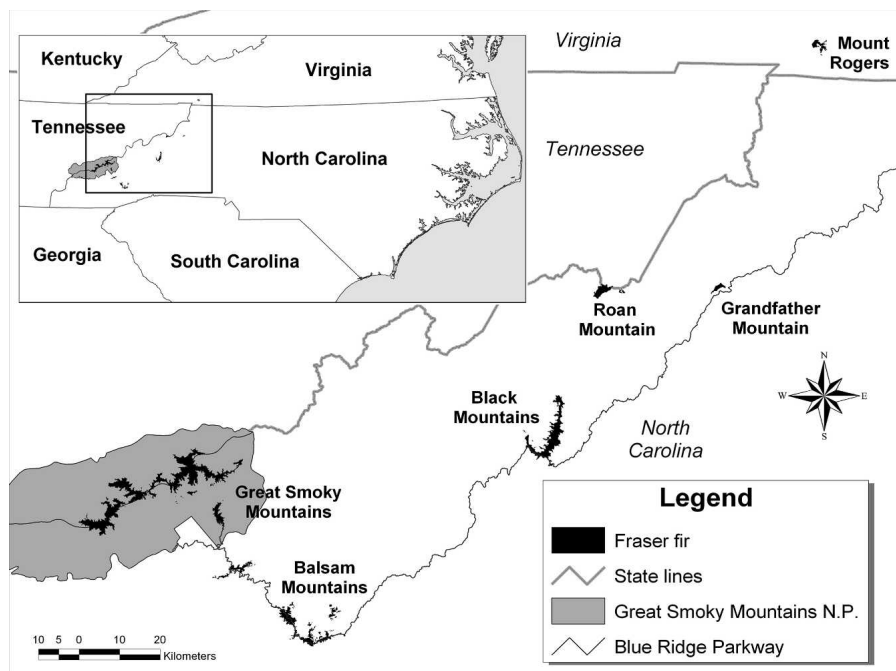 Kentucky
Virginia
Tennessee
North Carolina
Georgia
South Carolina
Virginia
Mount
Rogers
Tennessee
Roan
Mountain
Grandfather
Mountain
Black
Mountains
North
Carolina
N
W E
S
Great Smoky
Mountains
Balsam
Mountains
10 5 0 10 20
Kilometers
Legend
Fraser fir
State lines
Great Smoky Mountains N.P.
Blue Ridge Parkway